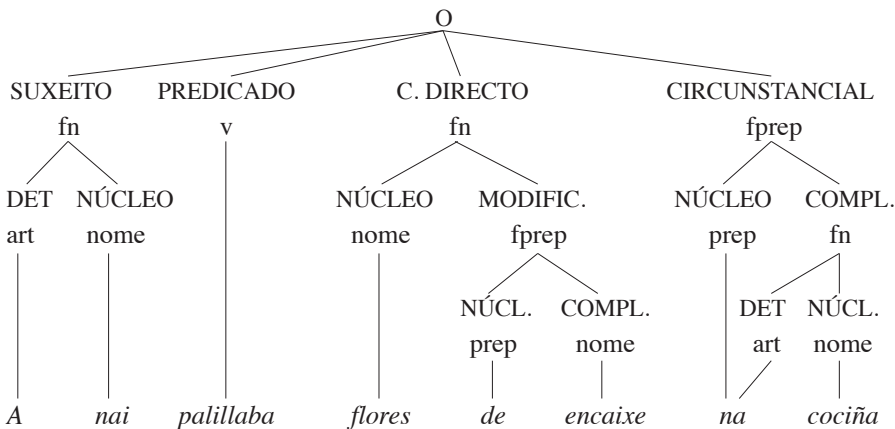 O
SUXEITO PREDICADO C. DIRECTO CIRCUNSTANCIAL
fn v fn fprep
DET NÚCLEO NÚCLEO MODIFIC. NÚCLEO COMPL.
art nome nome fprep prep fn
NÚCL. COMPL. DET NÚCL.
prep nome art nome
A nai palillaba flores de encaixe na cociña